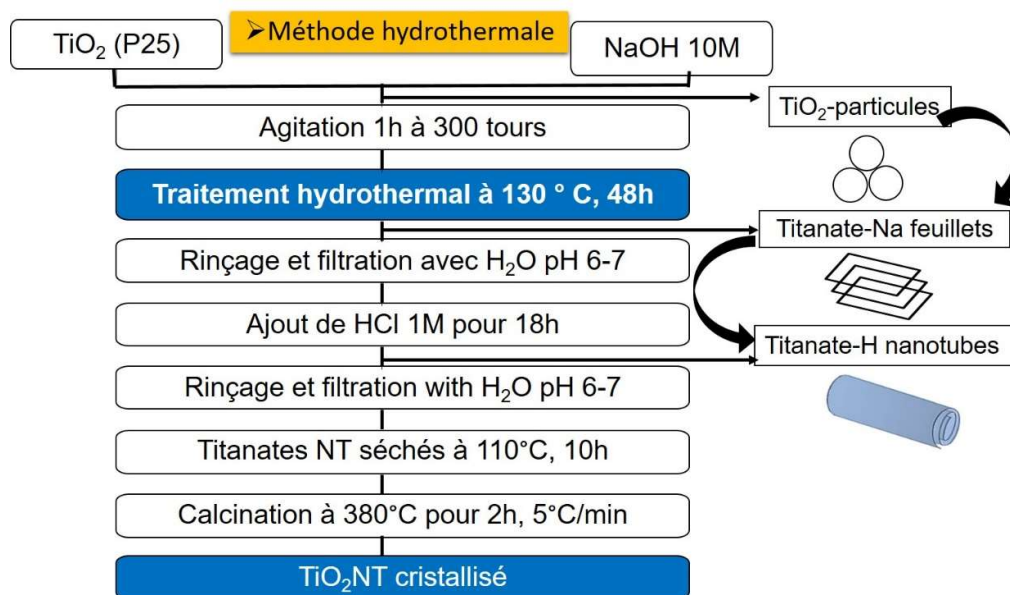 ➢Méthode hydrothermale
TiO₂ (P25)
NaOH 10M
Agitation 1h à 300 tours
TiO₂-particules
Traitement hydrothermal à 130 ° C, 48h
Titanate-Na feuillets
Rinçage et filtration avec H₂O pH 6-7
Ajout de HCl 1M pour 18h
Titanate-H nanotubes
Rinçage et filtration with H₂O pH 6-7
Titanates NT séchés à 110°C, 10h
Calcination à 380°C pour 2h, 5°C/min
TiO₂NT cristallisé